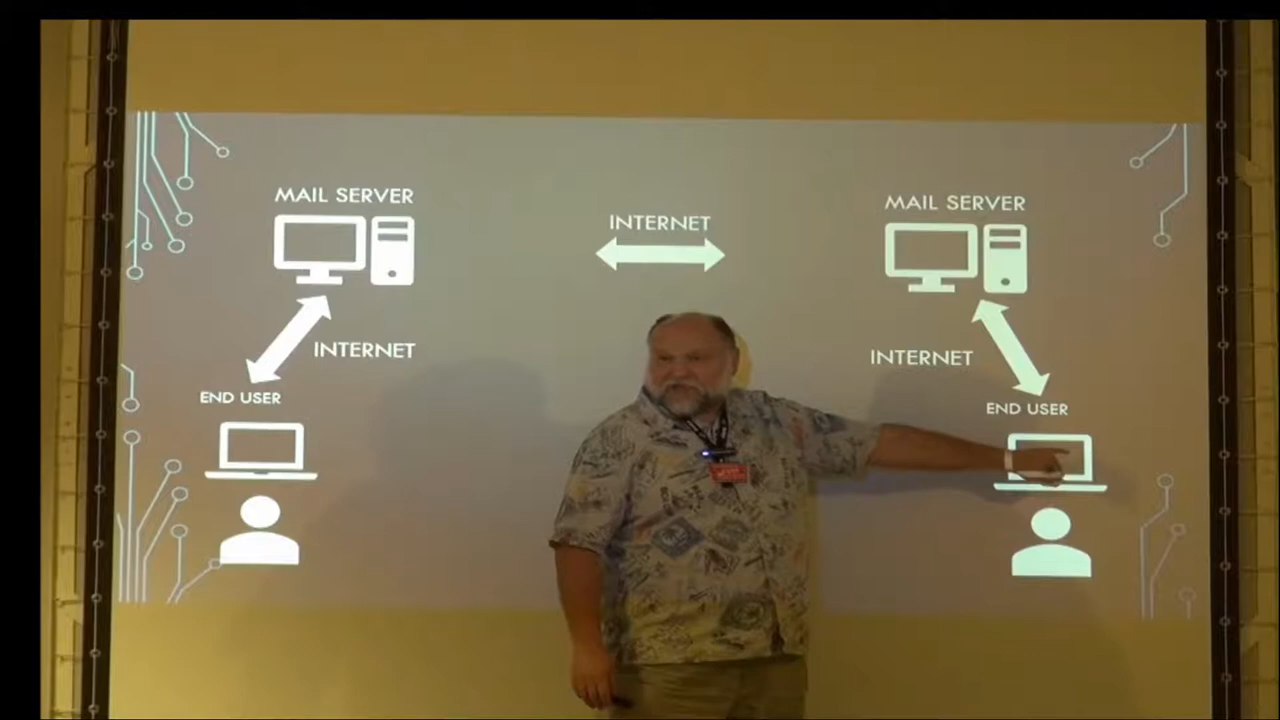 MAIL SERVER
INTERNET
MAIL SERVER
INTERNET
INTERNET
END USER
END USER